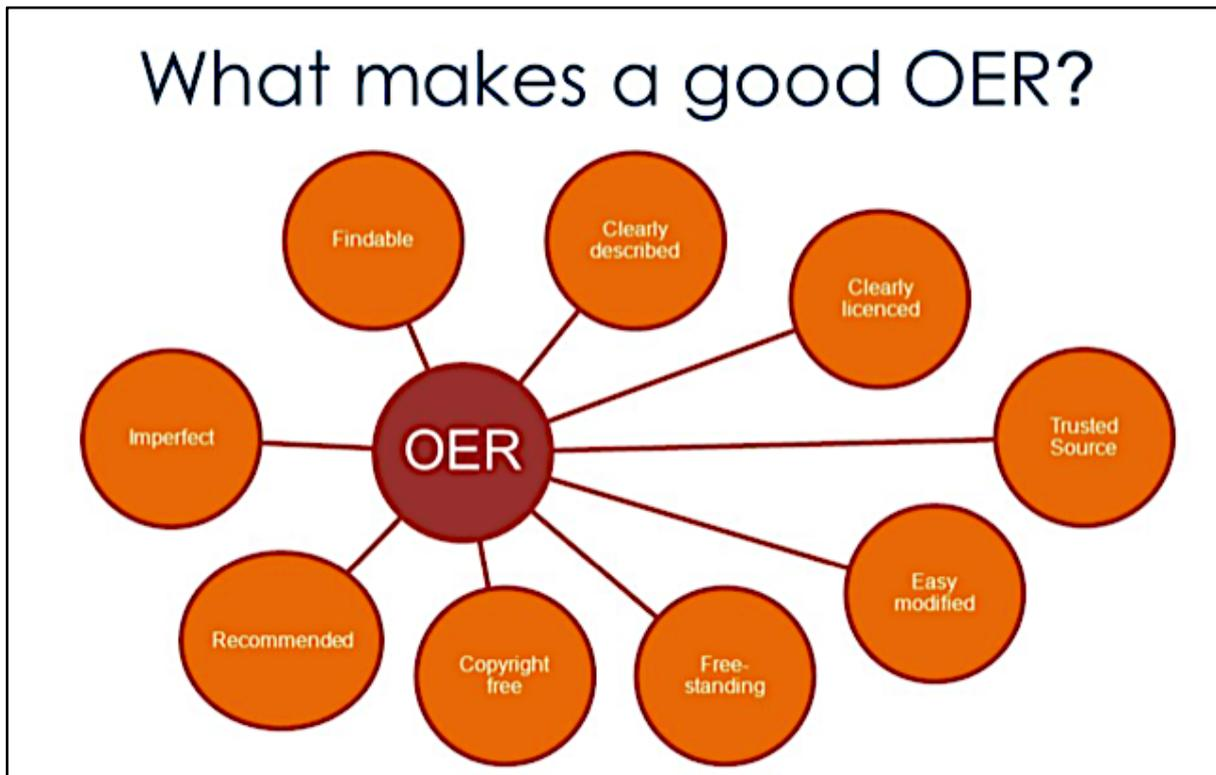 What makes a good OER?
Findable
Clearly
described
Clearly
licenced
Trusted
Source
Easy
modified
Free-
standing
Copyright
free
Recommended
Imperfect
OER